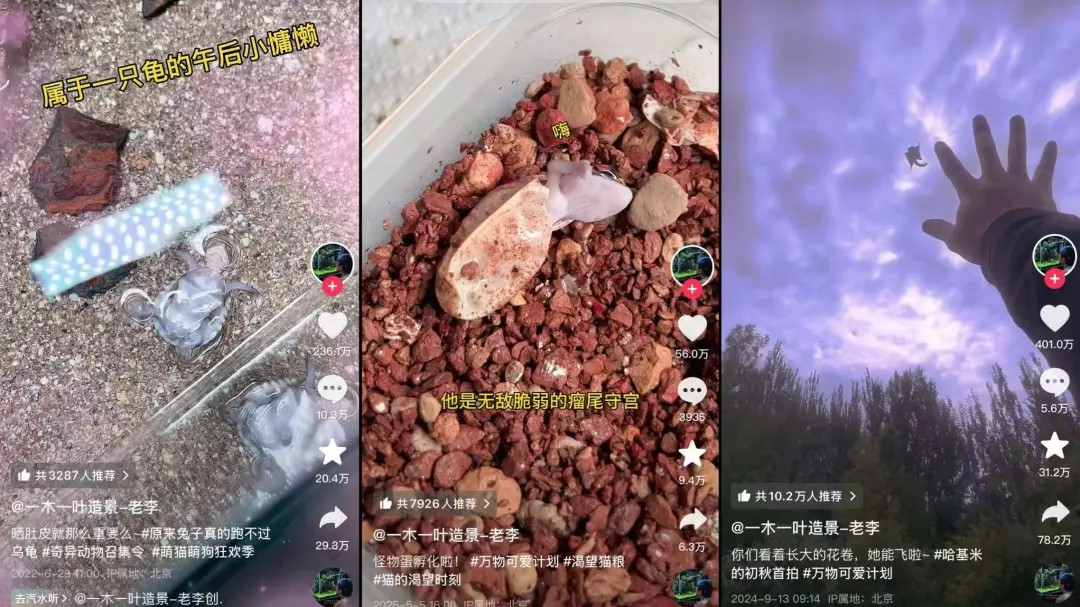 属于一只龟的午后小慵懒
236.1万
10.3万
20.4万
29.3万
共3287人推荐 >
@一木一叶造景-老李
晒肚皮就那么重要么~#原来兔子真的跑不过
乌龟 #奇异动物召集令 #萌猫萌狗狂欢季
2022-6-29 11:00 IP属地:北京
去汽水听 > @一木一叶造景-老李创.
嗨
他是无敌脆弱的瘤尾守宫
56.0万
3935
9.4万
6.3万
共7926人推荐 >
@一木一叶造景-老李
怪物蛋孵化啦! #万物可爱计划 #渴望猫粮
#猫的渴望时刻
2025-5-5 16:00 IP属地:北京
401.0万
5.6万
31.2万
78.2万
共10.2万人推荐 >
@一木一叶造景-老李
你们看着长大的花卷,她能飞啦~ #哈基米
的初秋首拍 #万物可爱计划
2024-9-13 09:14 IP属地:北京